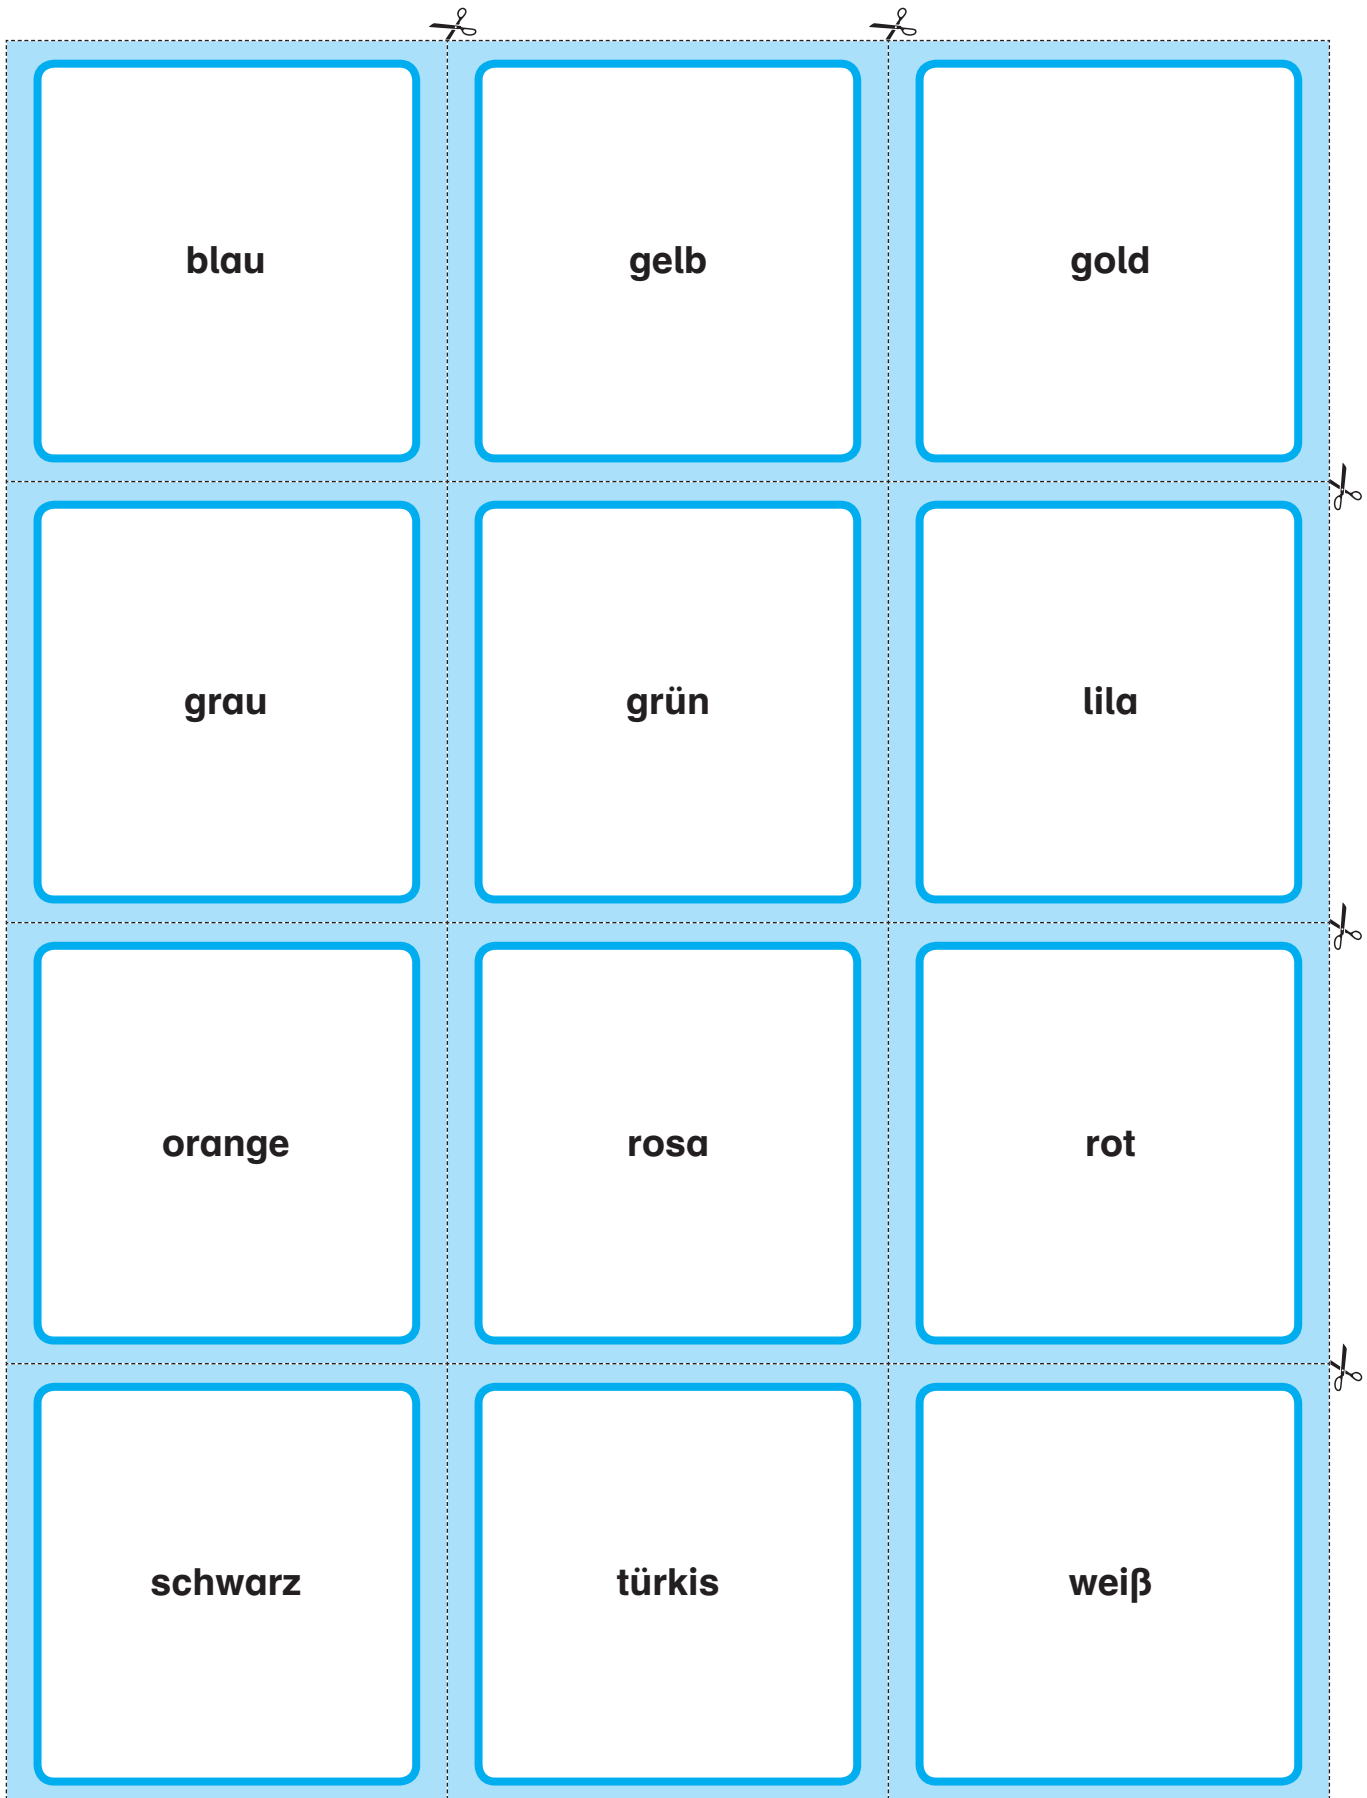 blau
gelb
gold
grau
grün
lila
orange
rosa
rot
schwarz
türkis
weiß